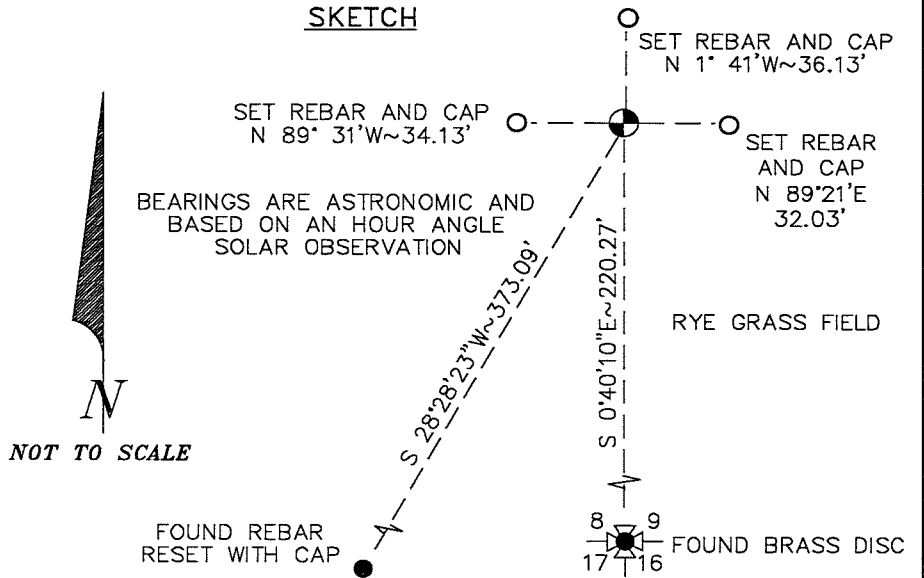 SKETCH
SET REBAR AND CAP
N 1° 41'W~36.13'
SET REBAR AND CAP
N 89° 31'W~34.13'
SET REBAR
AND CAP
N 89°21'E
32.03'
BEARINGS ARE ASTRONOMIC AND
BASED ON AN HOUR ANGLE
SOLAR OBSERVATION
S 28°28'23"W~373.09'
S 0°40'10"E~220.27'
RYE GRASS FIELD
N
NOT TO SCALE
FOUND REBAR
RESET WITH CAP
8 9
17 16
FOUND BRASS DISC